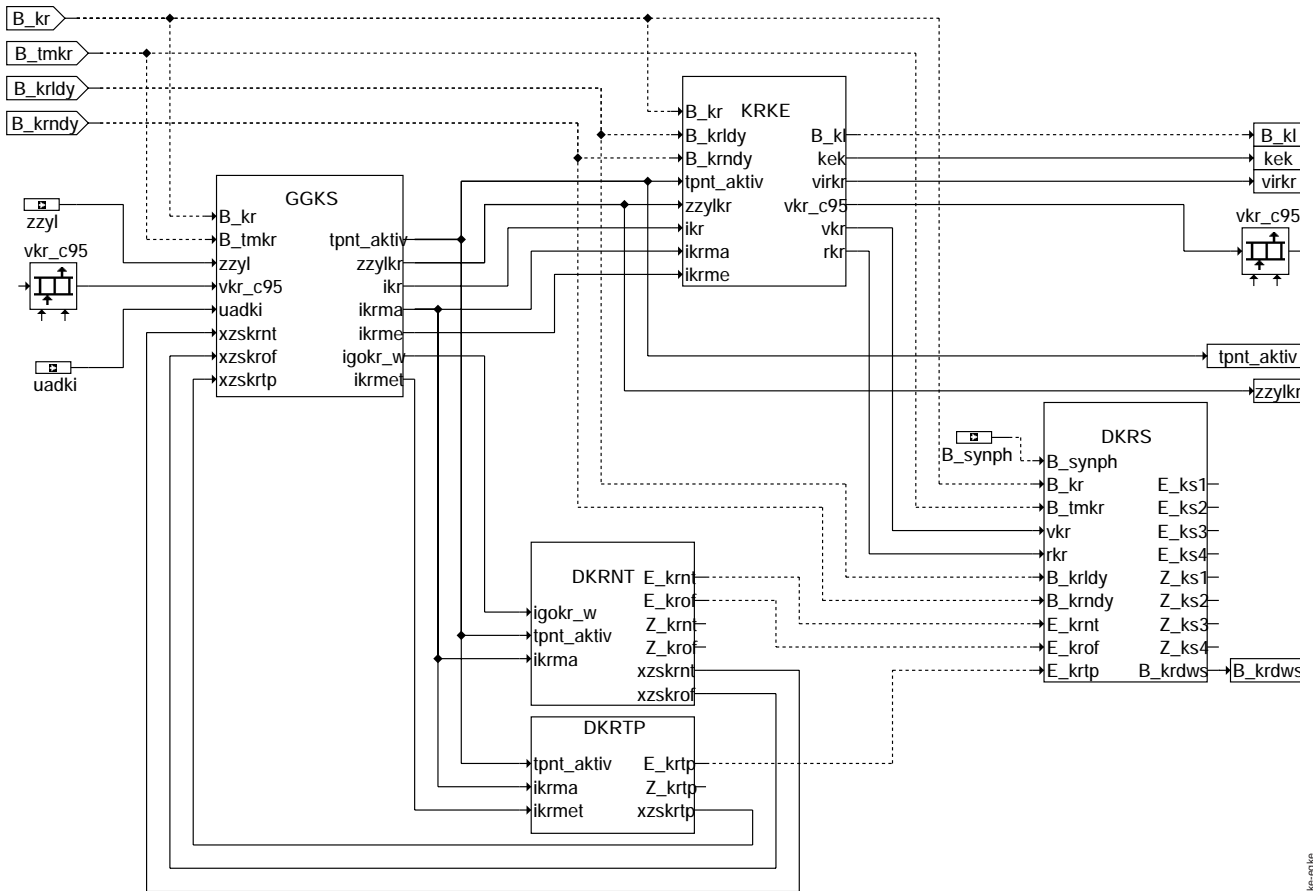 B_kr
B_tmkr
B_krldy
B_krndy
zzyl
vkr_c95
uadki
GGKS
B_kr
B_tmkr
zzyl
vkr_c95
uadki
xzskrnt
xzskrof
xzskrtp
tpnt_aktiv
zzylkr
ikr
ikrma
ikrme
igokr_w
ikrmet
KRKE
B_kr
B_krldy
B_krndy
tpnt_aktiv
zzylkr
ikr
ikrma
ikrme
B_kl
kek
virkr
vkr_c95
vkr
rkr
B_kl
kek
virkr
vkr_c95
tpnt_aktiv
zzylkr
B_synph
DKRS
B_synph
B_kr
B_tmkr
vkr
rkr
B_krldy
B_krndy
E_krnt
E_krof
E_krtp
E_ks1
E_ks2
E_ks3
E_ks4
Z_ks1
Z_ks2
Z_ks3
Z_ks4
B_krdws
B_krdws
DKRNT
igokr_w
tpnt_aktiv
ikrma
E_krnt
E_krof
Z_krnt
Z_krof
xzskrnt
xzskrof
DKRTP
tpnt_aktiv
ikrma
ikrmet
E_krtp
Z_krtp
xzskrtp